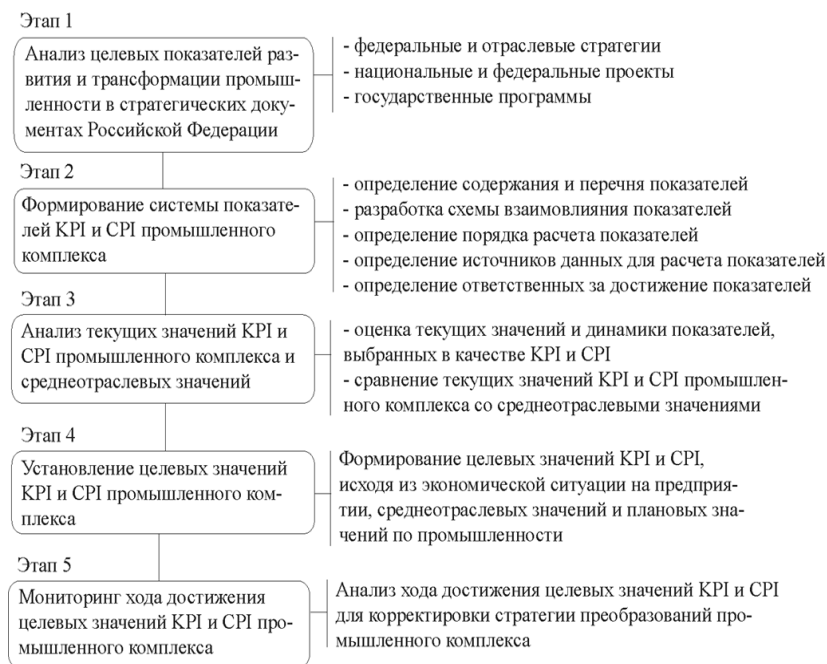 Этап 1
Анализ целевых показателей раз-
вития и трансформации промыш-
ленности в стратегических доку-
ментах Российской Федерации
- федеральные и отраслевые стратегии
- национальные и федеральные проекты
- государственные программы
Этап 2
Формирование системы показате-
лей KPI и CPI промышленного
комплекса
- определение содержания и перечня показателей
- разработка схемы взаимовлияния показателей
- определение порядка расчета показателей
- определение источников данных для расчета показателей
- определение ответственных за достижение показателей
Этап 3
Анализ текущих значений KPI и
CPI промышленного комплекса и
среднеотраслевых значений
- оценка текущих значений и динамики показателей,
выбранных в качестве KPI и CPI
- сравнение текущих значений KPI и CPI промышлен-
ного комплекса со среднеотраслевыми значениями
Этап 4
Установление целевых значений
KPI и CPI промышленного ком-
плекса
Формирование целевых значений KPI и CPI,
исходя из экономической ситуации на предприя-
тии, среднеотраслевых значений и плановых зна-
чений по промышленности
Этап 5
Мониторинг хода достижения
целевых значений KPI и CPI про-
мышленного комплекса
Анализ хода достижения целевых значений KPI и CPI
для корректировки стратегии преобразований про-
мышленного комплекса